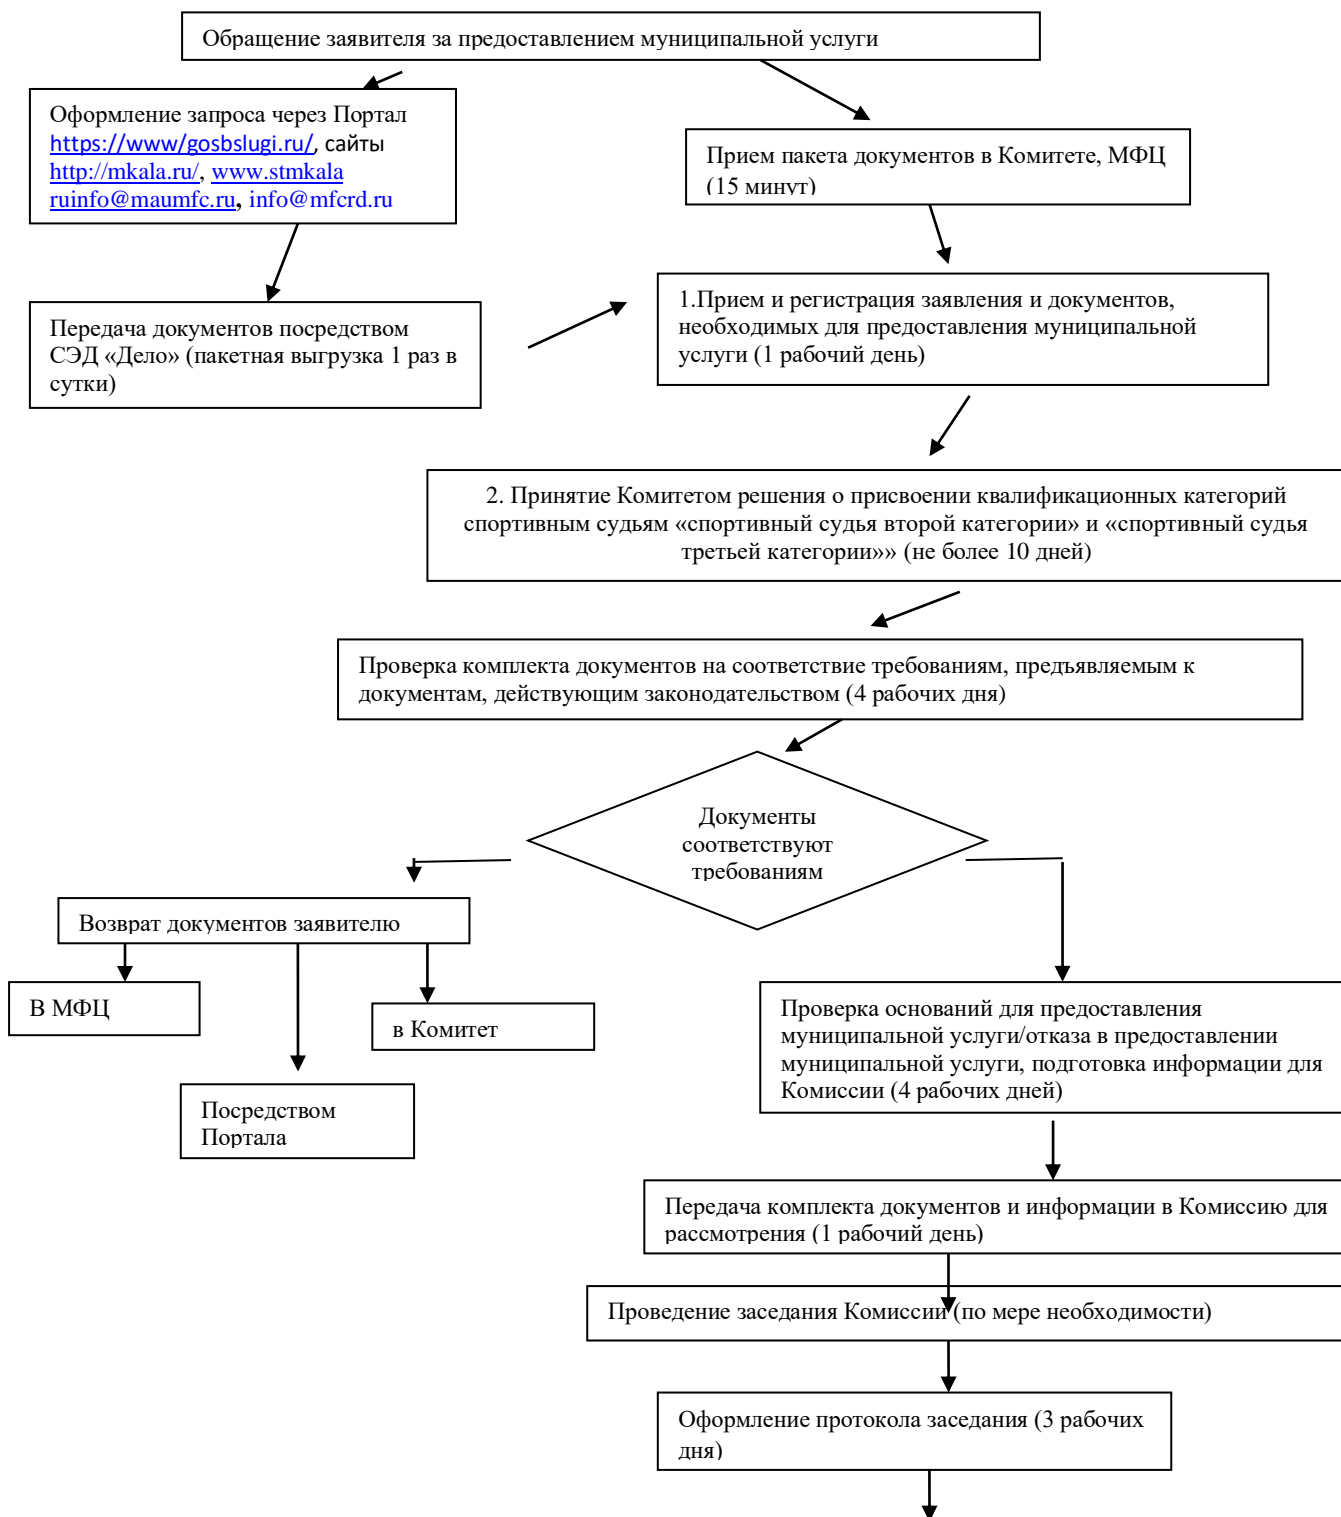 Обращение заявителя за предоставлением муниципальной услуги
Оформление запроса через Портал
https://www/gosbslugi.ru/, сайты
http://mkala.ru/, www.stmkala
ruinfo@maumfc.ru, info@mfcrd.ru
Прием пакета документов в Комитете, МФЦ
(15 минут)
Передача документов посредством
СЭД «Дело» (пакетная выгрузка 1 раз в
сутки)
1.Прием и регистрация заявления и документов,
необходимых для предоставления муниципальной
услуги (1 рабочий день)
2. Принятие Комитетом решения о присвоении квалификационных категорий
спортивным судьям «спортивный судья второй категории» и «спортивный судья
третьей категории»» (не более 10 дней)
Проверка комплекта документов на соответствие требованиям, предъявляемым к
документам, действующим законодательством (4 рабочих дня)
Документы
соответствуют
требованиям
Возврат документов заявителю
В МФЦ
в Комитет
Посредством
Портала
Проверка оснований для предоставления
муниципальной услуги/отказа в предоставлении
муниципальной услуги, подготовка информации для
Комиссии (4 рабочих дней)
Передача комплекта документов и информации в Комиссию для
рассмотрения (1 рабочий день)
Проведение заседания Комиссии (по мере необходимости)
Оформление протокола заседания (3 рабочих
дня)